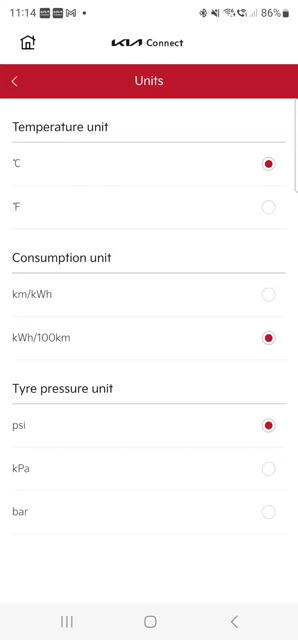 11:14
86%
KIA Connect
Units
Temperature unit
℃
℉
Consumption unit
km/kWh
kWh/100km
Tyre pressure unit
psi
kPa
bar